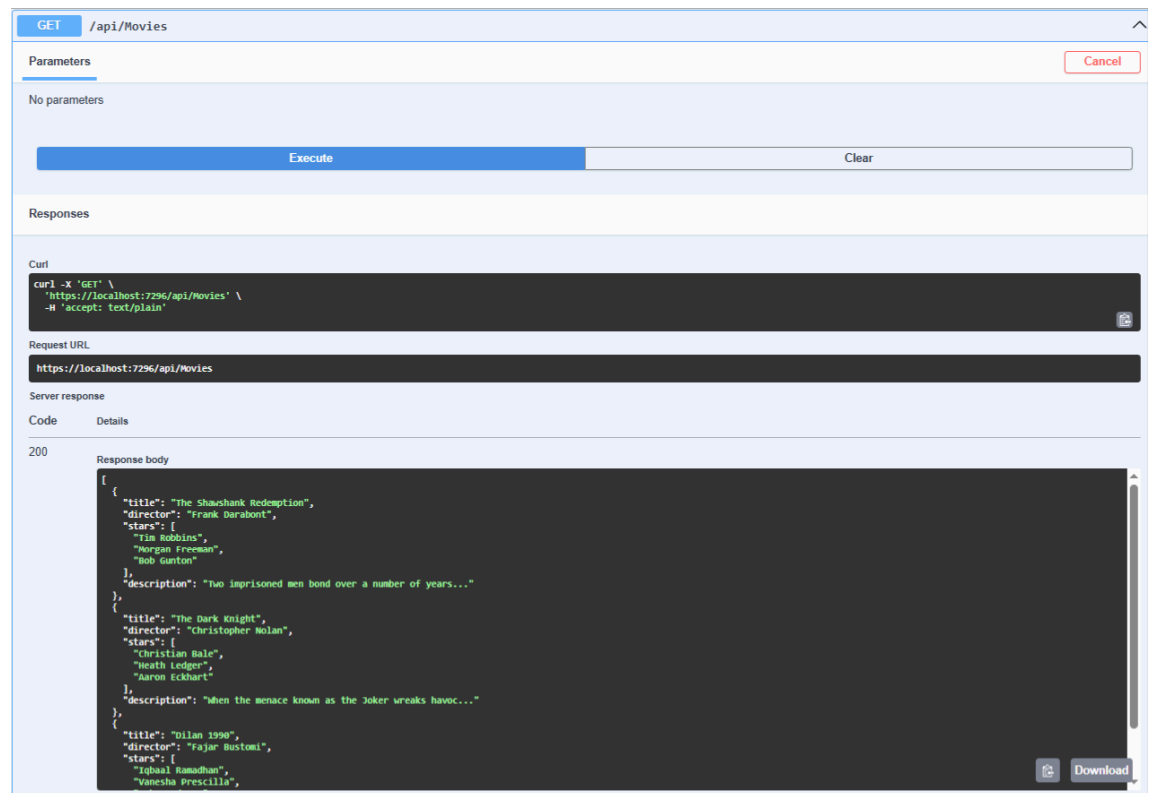 GET /api/Movies
Parameters
Cancel
No parameters
Execute
Clear
Responses
Curl
curl -X 'GET' \
'https://localhost:7296/api/Movies' \
-H 'accept: text/plain'
Request URL
https://localhost:7296/api/Movies
Server response
Code Details
200
Response body
[
{
"title": "The Shawshank Redemption",
"director": "Frank Darabont",
"stars": [
"Tim Robbins",
"Morgan Freeman",
"Bob Gunton"
],
"description": "Two imprisoned men bond over a number of years..."
},
{
"title": "The Dark Knight",
"director": "Christopher Nolan",
"stars": [
"Christian Bale",
"Heath Ledger",
"Aaron Eckhart"
],
"description": "When the menace known as the Joker wreaks havoc..."
},
{
"title": "Dilan 1990",
"director": "Fajar Bustomi",
"stars": [
"Iqbaal Ramadhan",
"Vanesha Prescilla",
Download